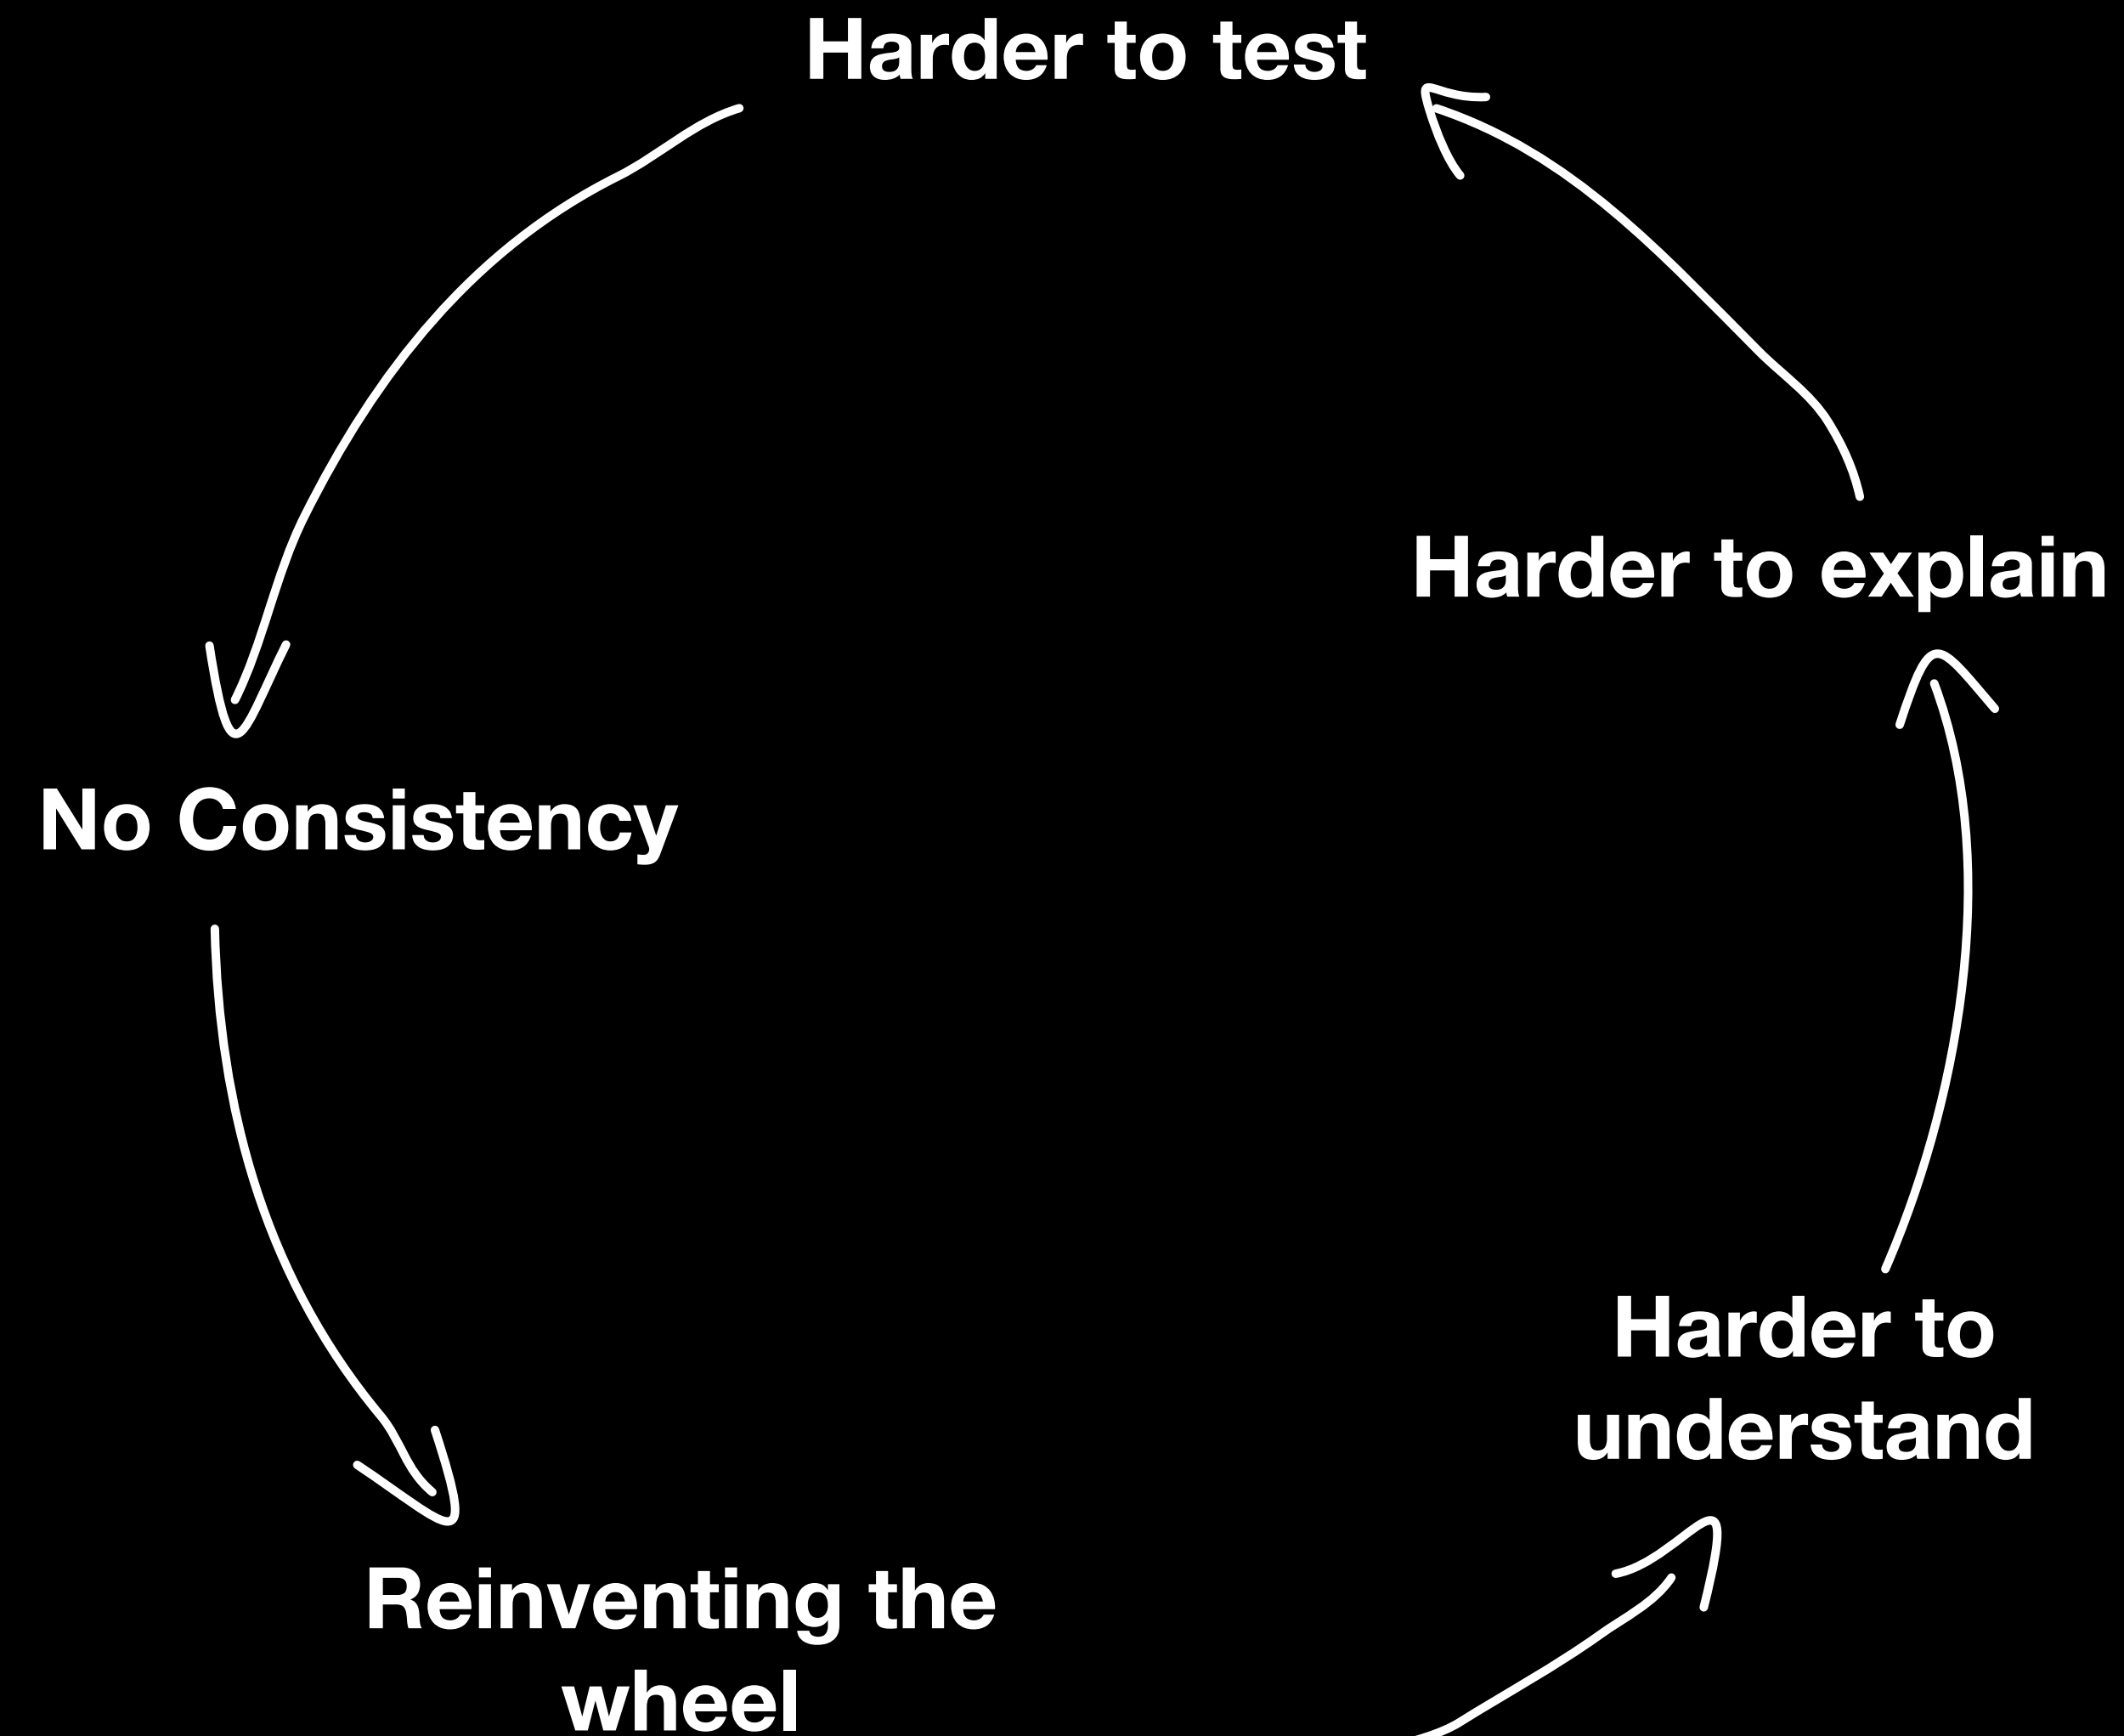 Harder to test
Harder to explain
No Consistency
Harder to
understand
Reinventing the
wheel